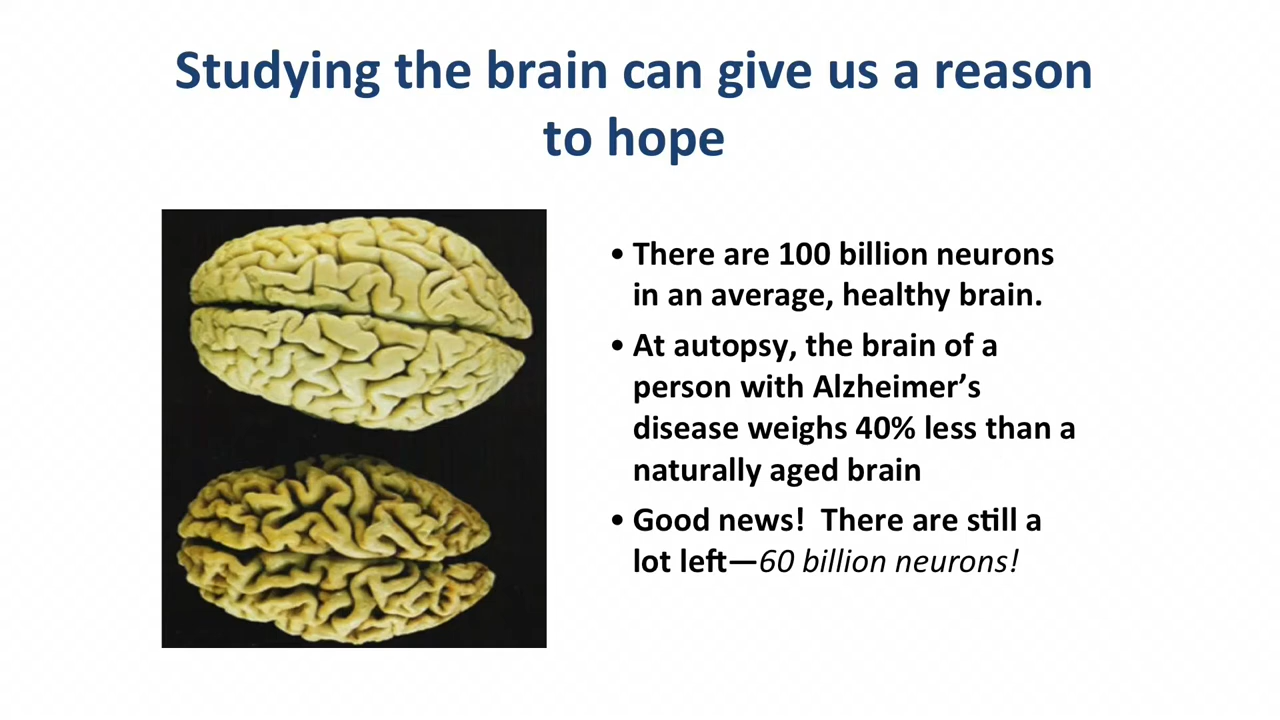 Studying the brain can give us a reason
to hope
• There are 100 billion neurons
in an average, healthy brain.
• At autopsy, the brain of a
person with Alzheimer’s
disease weighs 40% less than a
naturally aged brain
• Good news!  There are still a
lot left—60 billion neurons!